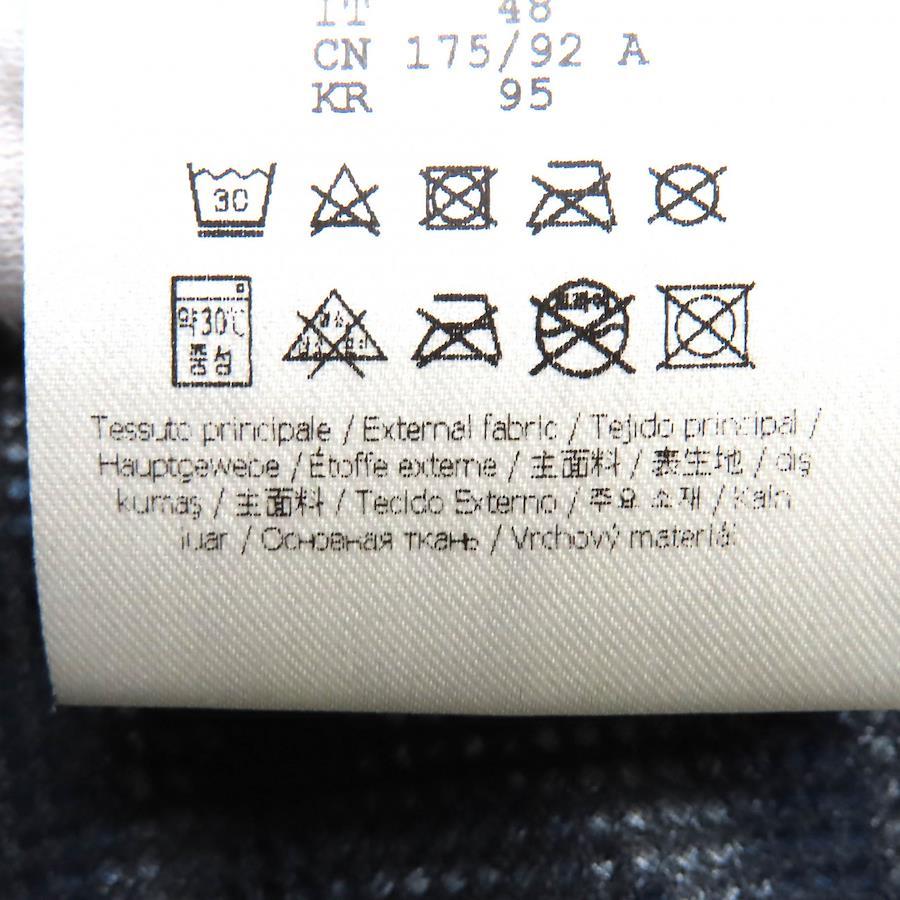 IT 48
CN 175/92 A
KR 95
30
약30℃
중성
Tessuto principale / External fabric / Tejido principal /
Hauptgewebe / Étoffe externe / 主面料 / 表生地 / dış
kumaş / 主面料 / Tecido Externo / 주요 소재 / Kain
luar / Основная ткань / Vrchový materiál